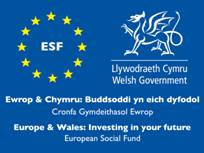 ESF
Llywodraeth Cymru
Welsh Government
Ewrop & Chymru: Buddsoddi yn eich dyfodol
Cronfa Gymdeithasol Ewrop
Europe & Wales: Investing in your future
European Social Fund